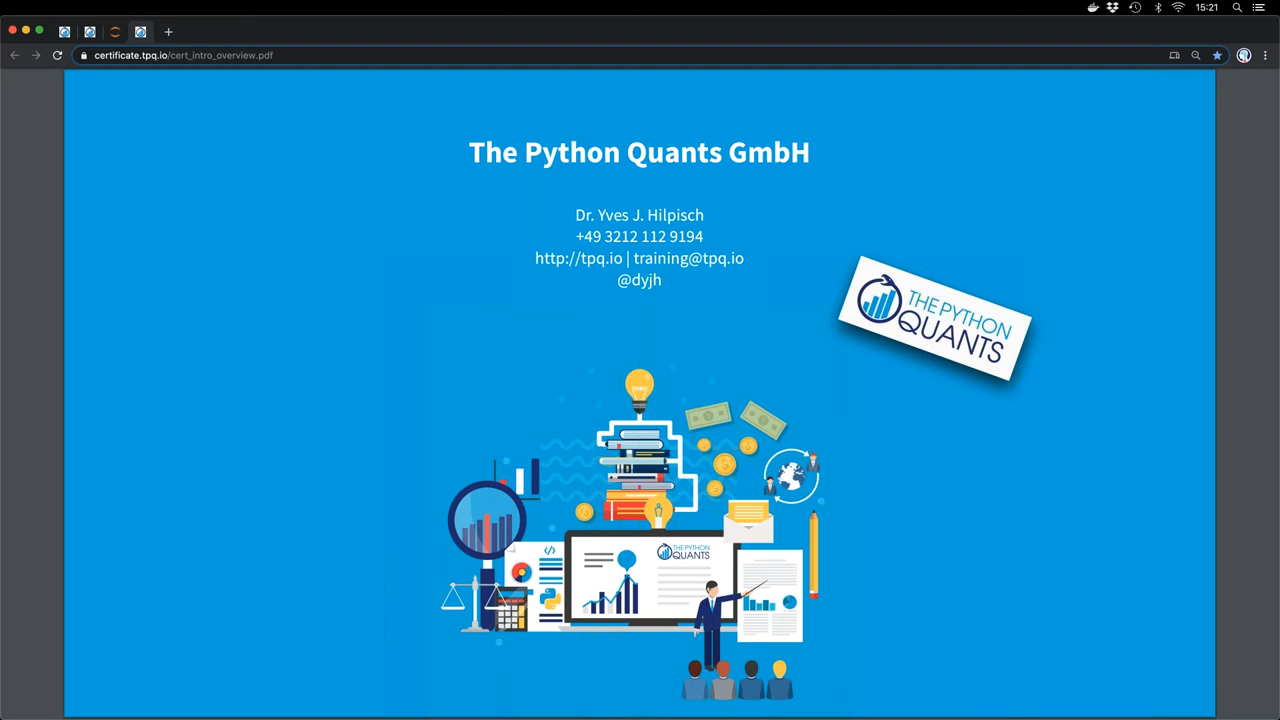 15:21
certificate.tpq.io/cert_intro_overview.pdf
The Python Quants GmbH
Dr. Yves J. Hilpisch
+49 3212 112 9194
http://tpq.io | training@tpq.io
@dyjh
THE PYTHON
QUANTS
</>
THE PYTHON
QUANTS